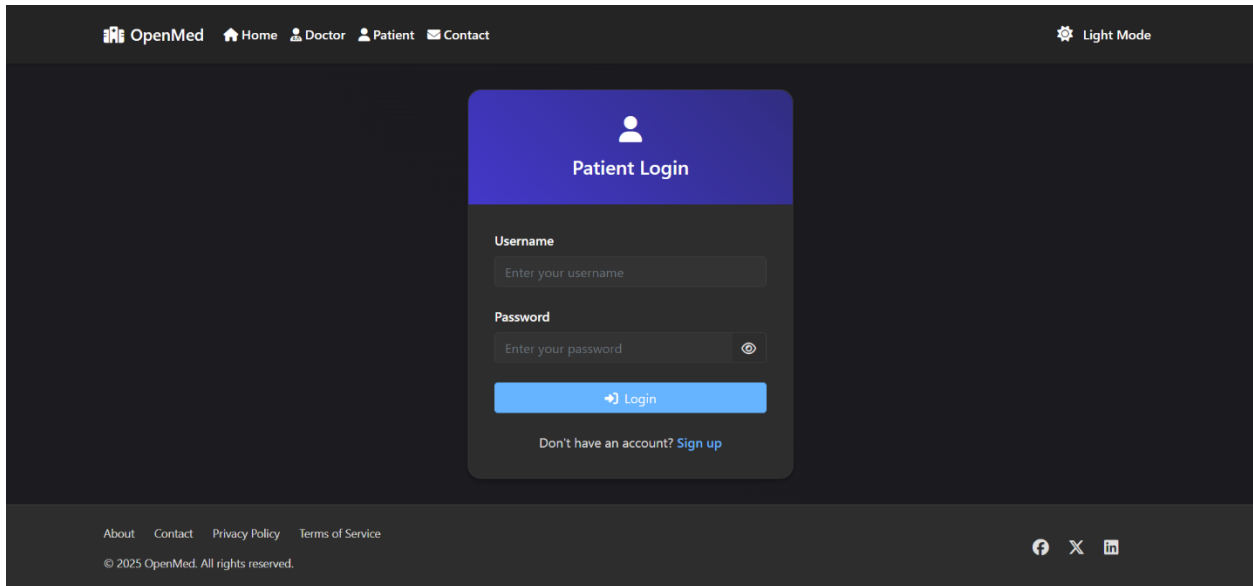 OpenMed Home Doctor Patient Contact Light Mode
Patient Login
Username
Enter your username
Password
Enter your password
Login
Don't have an account? Sign up
About Contact Privacy Policy Terms of Service
© 2025 OpenMed. All rights reserved.